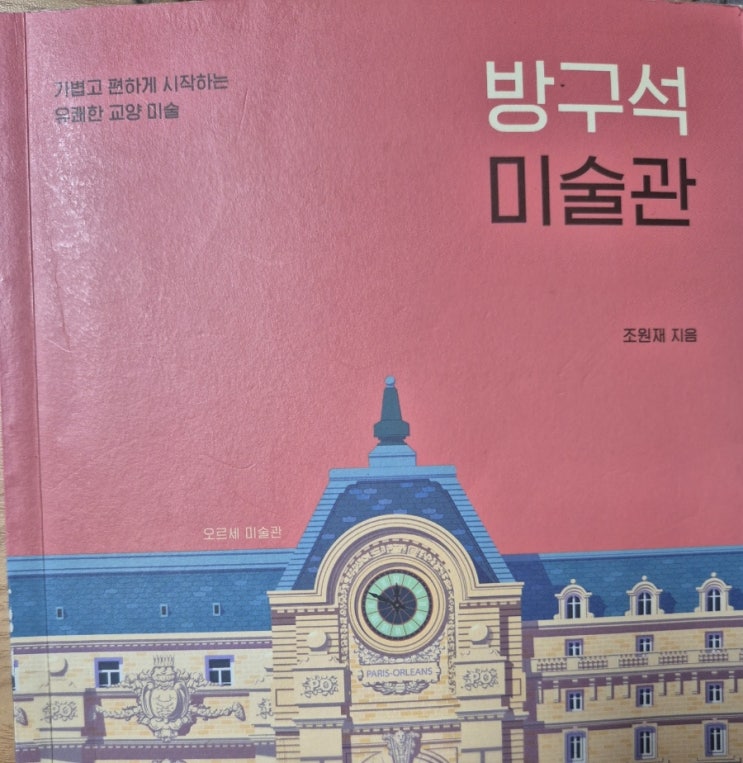 가볍고 편하게 시작하는
유쾌한 교양 미술
방구석
미술관
조원재 지음
오르세 미술관
PARIS-ORLEANS